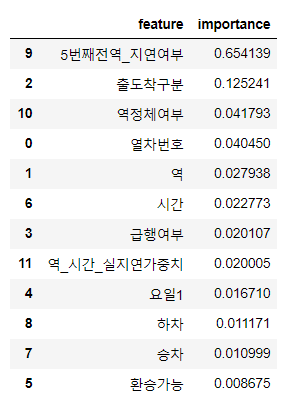 feature importance
9 5번째전역_지연여부 0.654139
2 출도착구분 0.125241
10 역정체여부 0.041793
0 열차번호 0.040450
1 역 0.027938
6 시간 0.022773
3 급행여부 0.020107
11 역_시간_실지연가중치 0.020005
4 요일1 0.016710
8 하차 0.011171
7 승차 0.010999
5 환승가능 0.008675